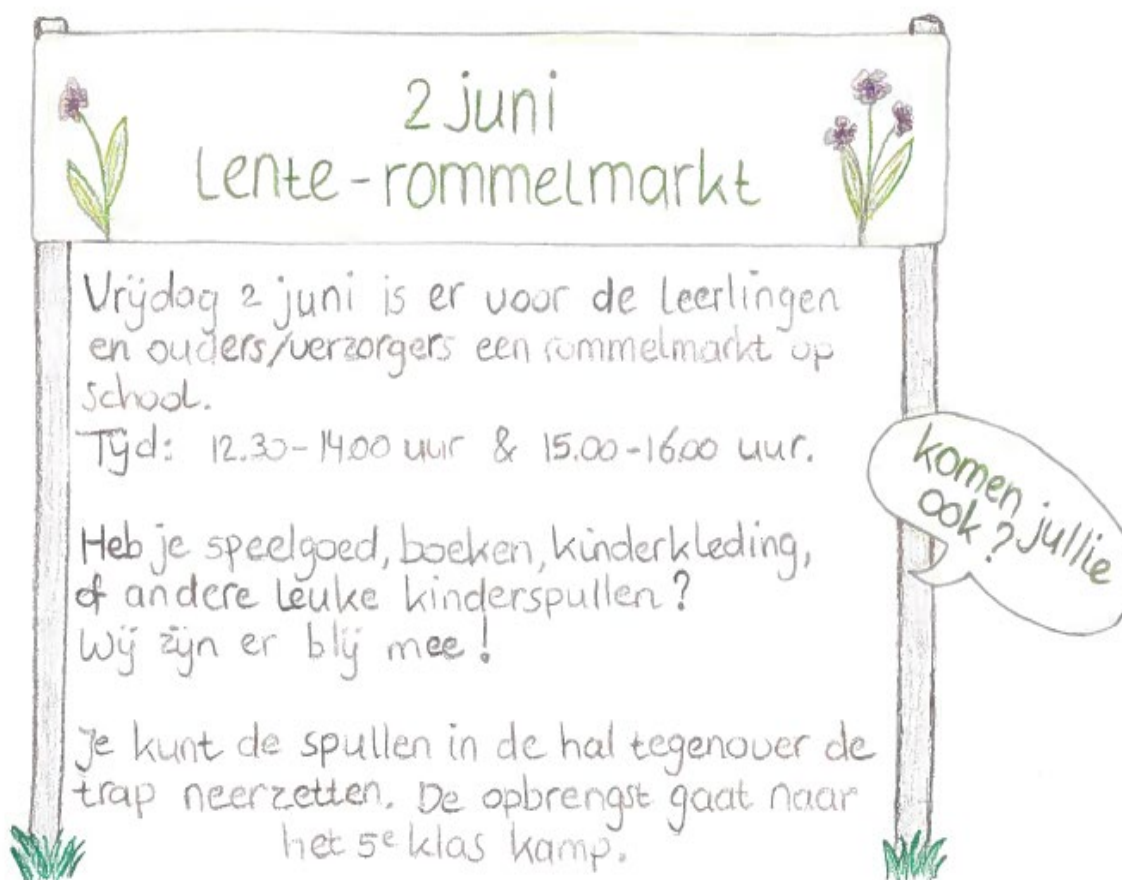 2 juni
Lente-rommelmarkt
Vrijdag 2 juni is er voor de leerlingen
en ouders/verzorgers een rommelmarkt op
school.
Tijd: 12.30-14.00 uur & 15.00-16.00 uur.
komen jullie
ook?
Heb je speelgoed, boeken, kinderkleding,
of andere leuke kinderspullen?
Wij zijn er blij mee!
Je kunt de spullen in de hal tegenover de
trap neerzetten. De opbrengst gaat naar
het 5e klas kamp.